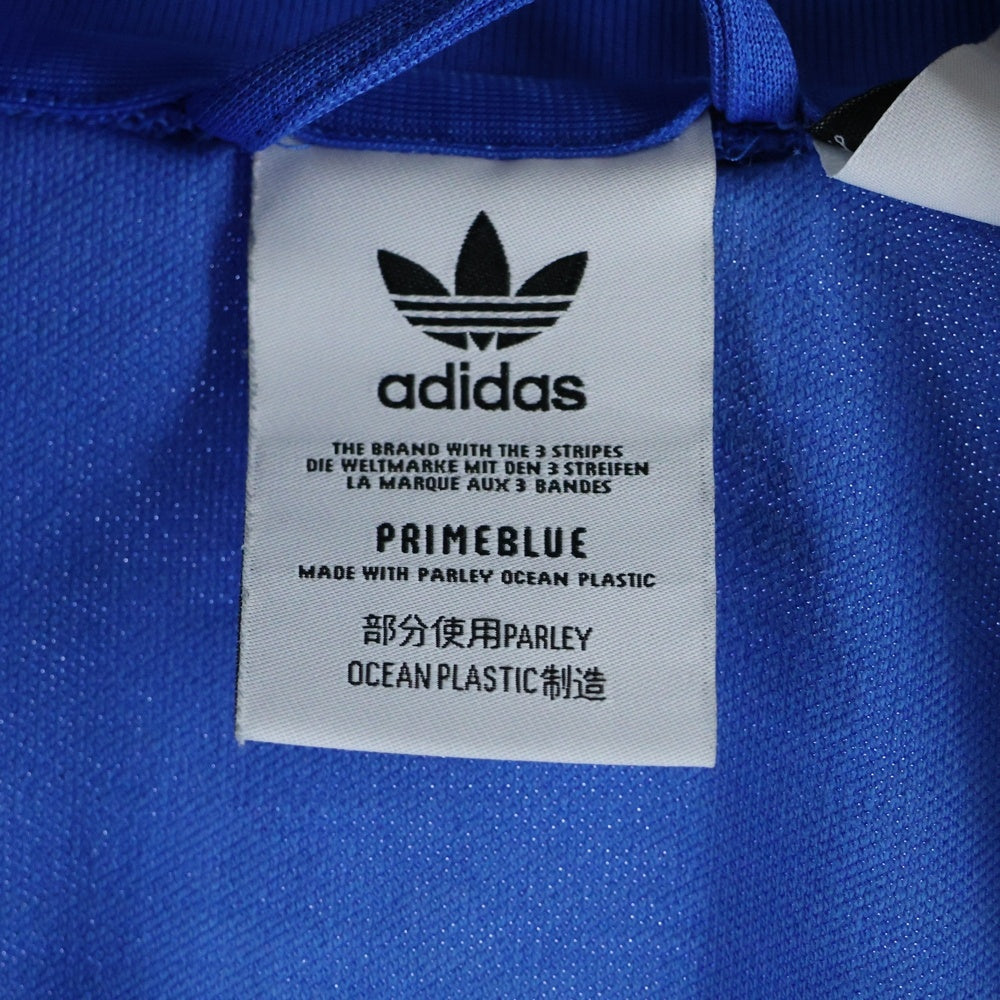 adidas
THE BRAND WITH THE 3 STRIPES
DIE WELTMARKE MIT DEN 3 STREIFEN
LA MARQUE AUX 3 BANDES
PRIMEBLUE
MADE WITH PARLEY OCEAN PLASTIC
部分使用PARLEY
OCEAN PLASTIC制造